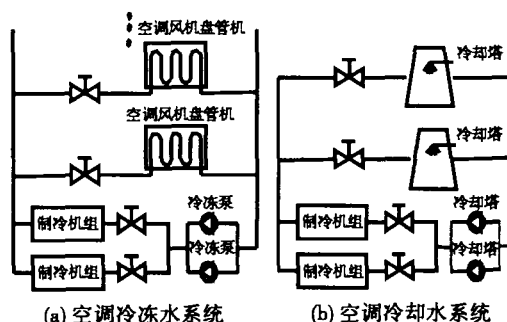 空调风机盘管机
空调风机盘管机
冷冻泵
制冷机组
冷冻泵
制冷机组
(a) 空调冷冻水系统
冷却塔
冷却塔
冷却塔
制冷机组
冷却塔
制冷机组
(b) 空调冷却水系统